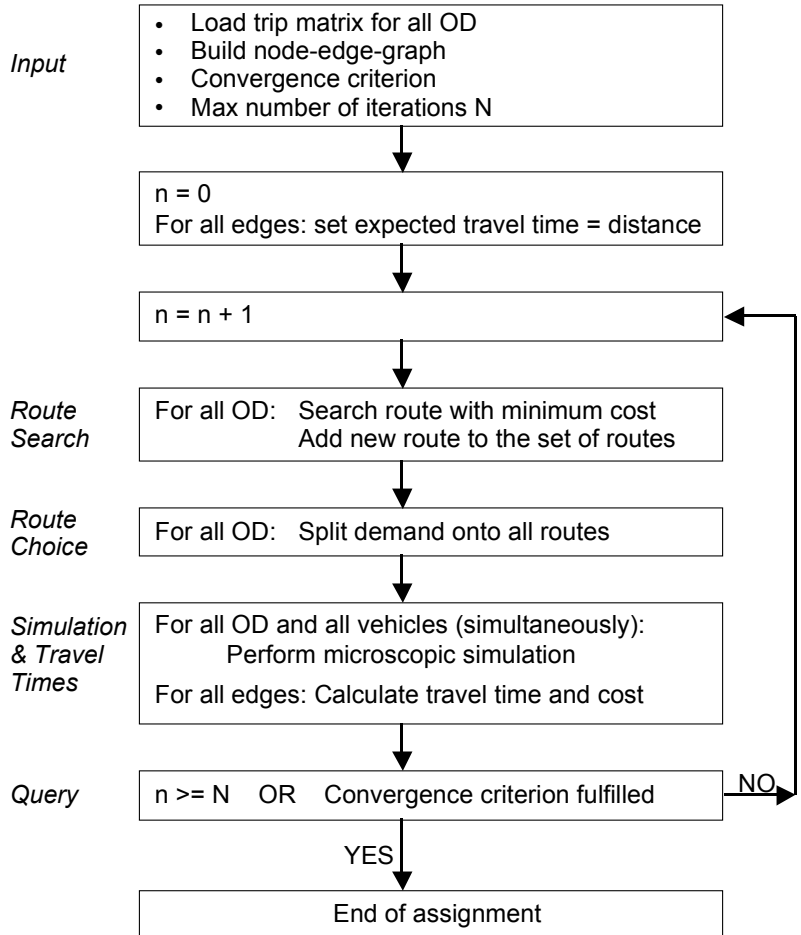 Input
• Load trip matrix for all OD
• Build node-edge-graph
• Convergence criterion
• Max number of iterations N
n = 0
For all edges: set expected travel time = distance
n = n + 1
Route
Search
For all OD: Search route with minimum cost
Add new route to the set of routes
Route
Choice
For all OD: Split demand onto all routes
Simulation
& Travel
Times
For all OD and all vehicles (simultaneously):
Perform microscopic simulation
For all edges: Calculate travel time and cost
Query
n >= N OR Convergence criterion fulfilled
NO
YES
End of assignment